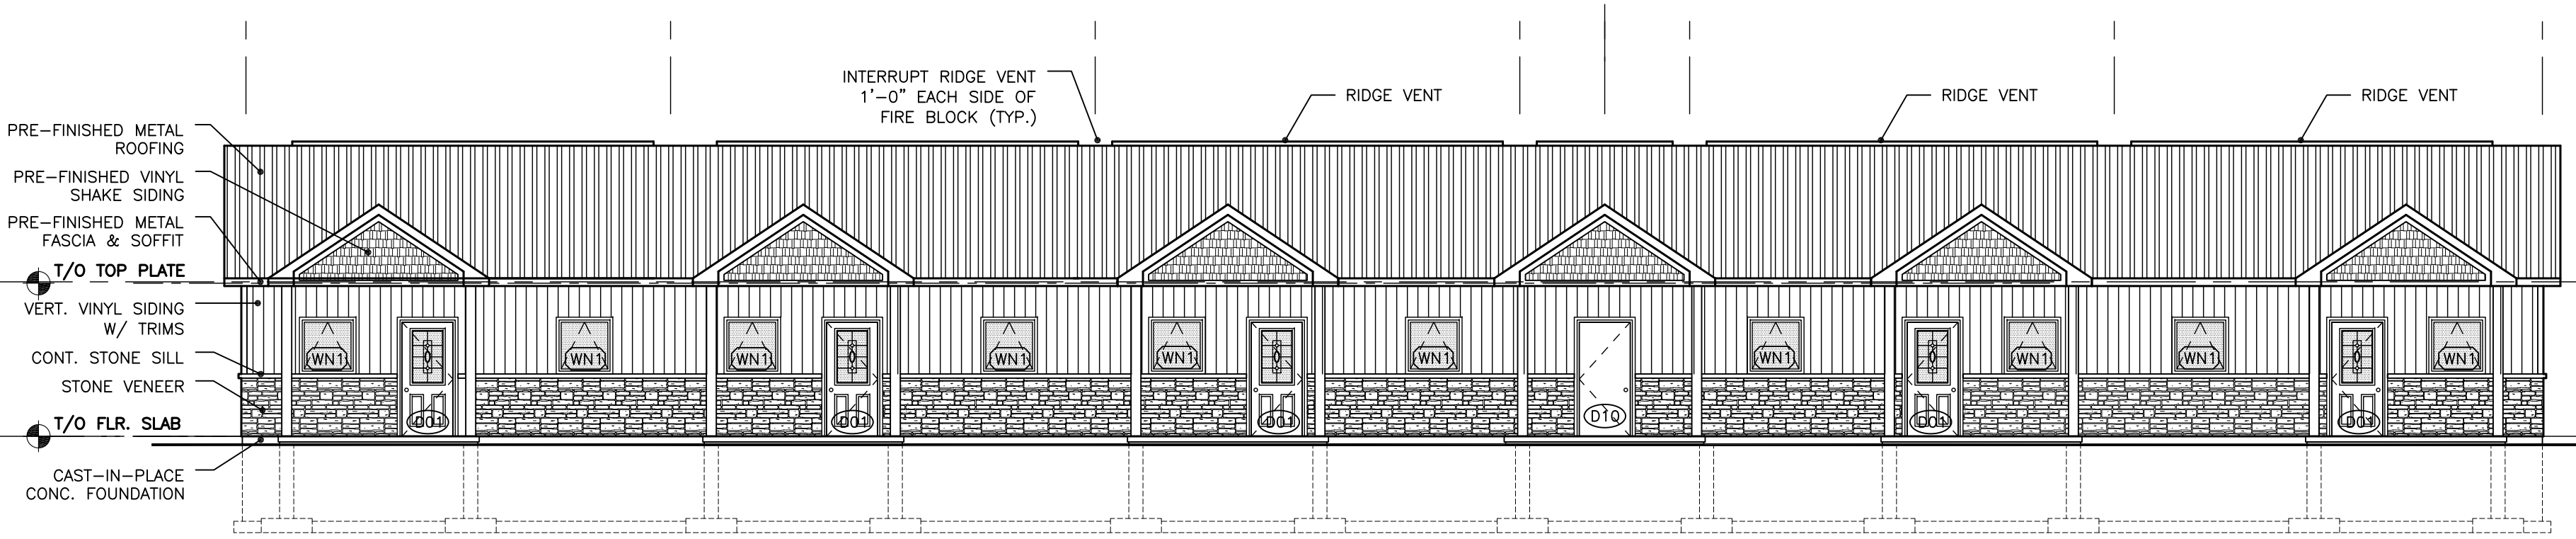 INTERRUPT RIDGE VENT
1'-0" EACH SIDE OF
FIRE BLOCK (TYP.)
RIDGE VENT
RIDGE VENT
RIDGE VENT
PRE-FINISHED METAL
ROOFING
PRE-FINISHED VINYL
SHAKE SIDING
PRE-FINISHED METAL
FASCIA & SOFFIT
T/O TOP PLATE
VERT. VINYL SIDING
W/ TRIMS
CONT. STONE SILL
STONE VENEER
T/O FLR. SLAB
CAST-IN-PLACE
CONC. FOUNDATION
WN1
WN1
WN1
WN1
WN1
WN1
WN1
WN1
WN1
WN1
D01
D01
D01
D10
D01
D01